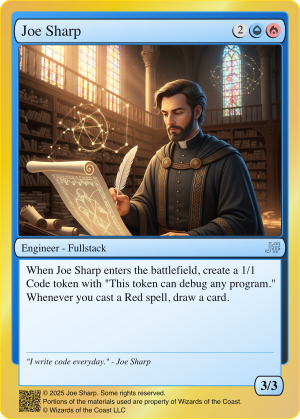 Joe Sharp
2
Engineer - Fullstack
When Joe Sharp enters the battlefield, create a 1/1
Code token with "This token can debug any program."
Whenever you cast a Red spell, draw a card.
"I write code everyday." - Joe Sharp
3/3
© 2025 Joe Sharp. Some rights reserved.
Portions of the materials used are property of Wizards of the Coast.
© Wizards of the Coast LLC